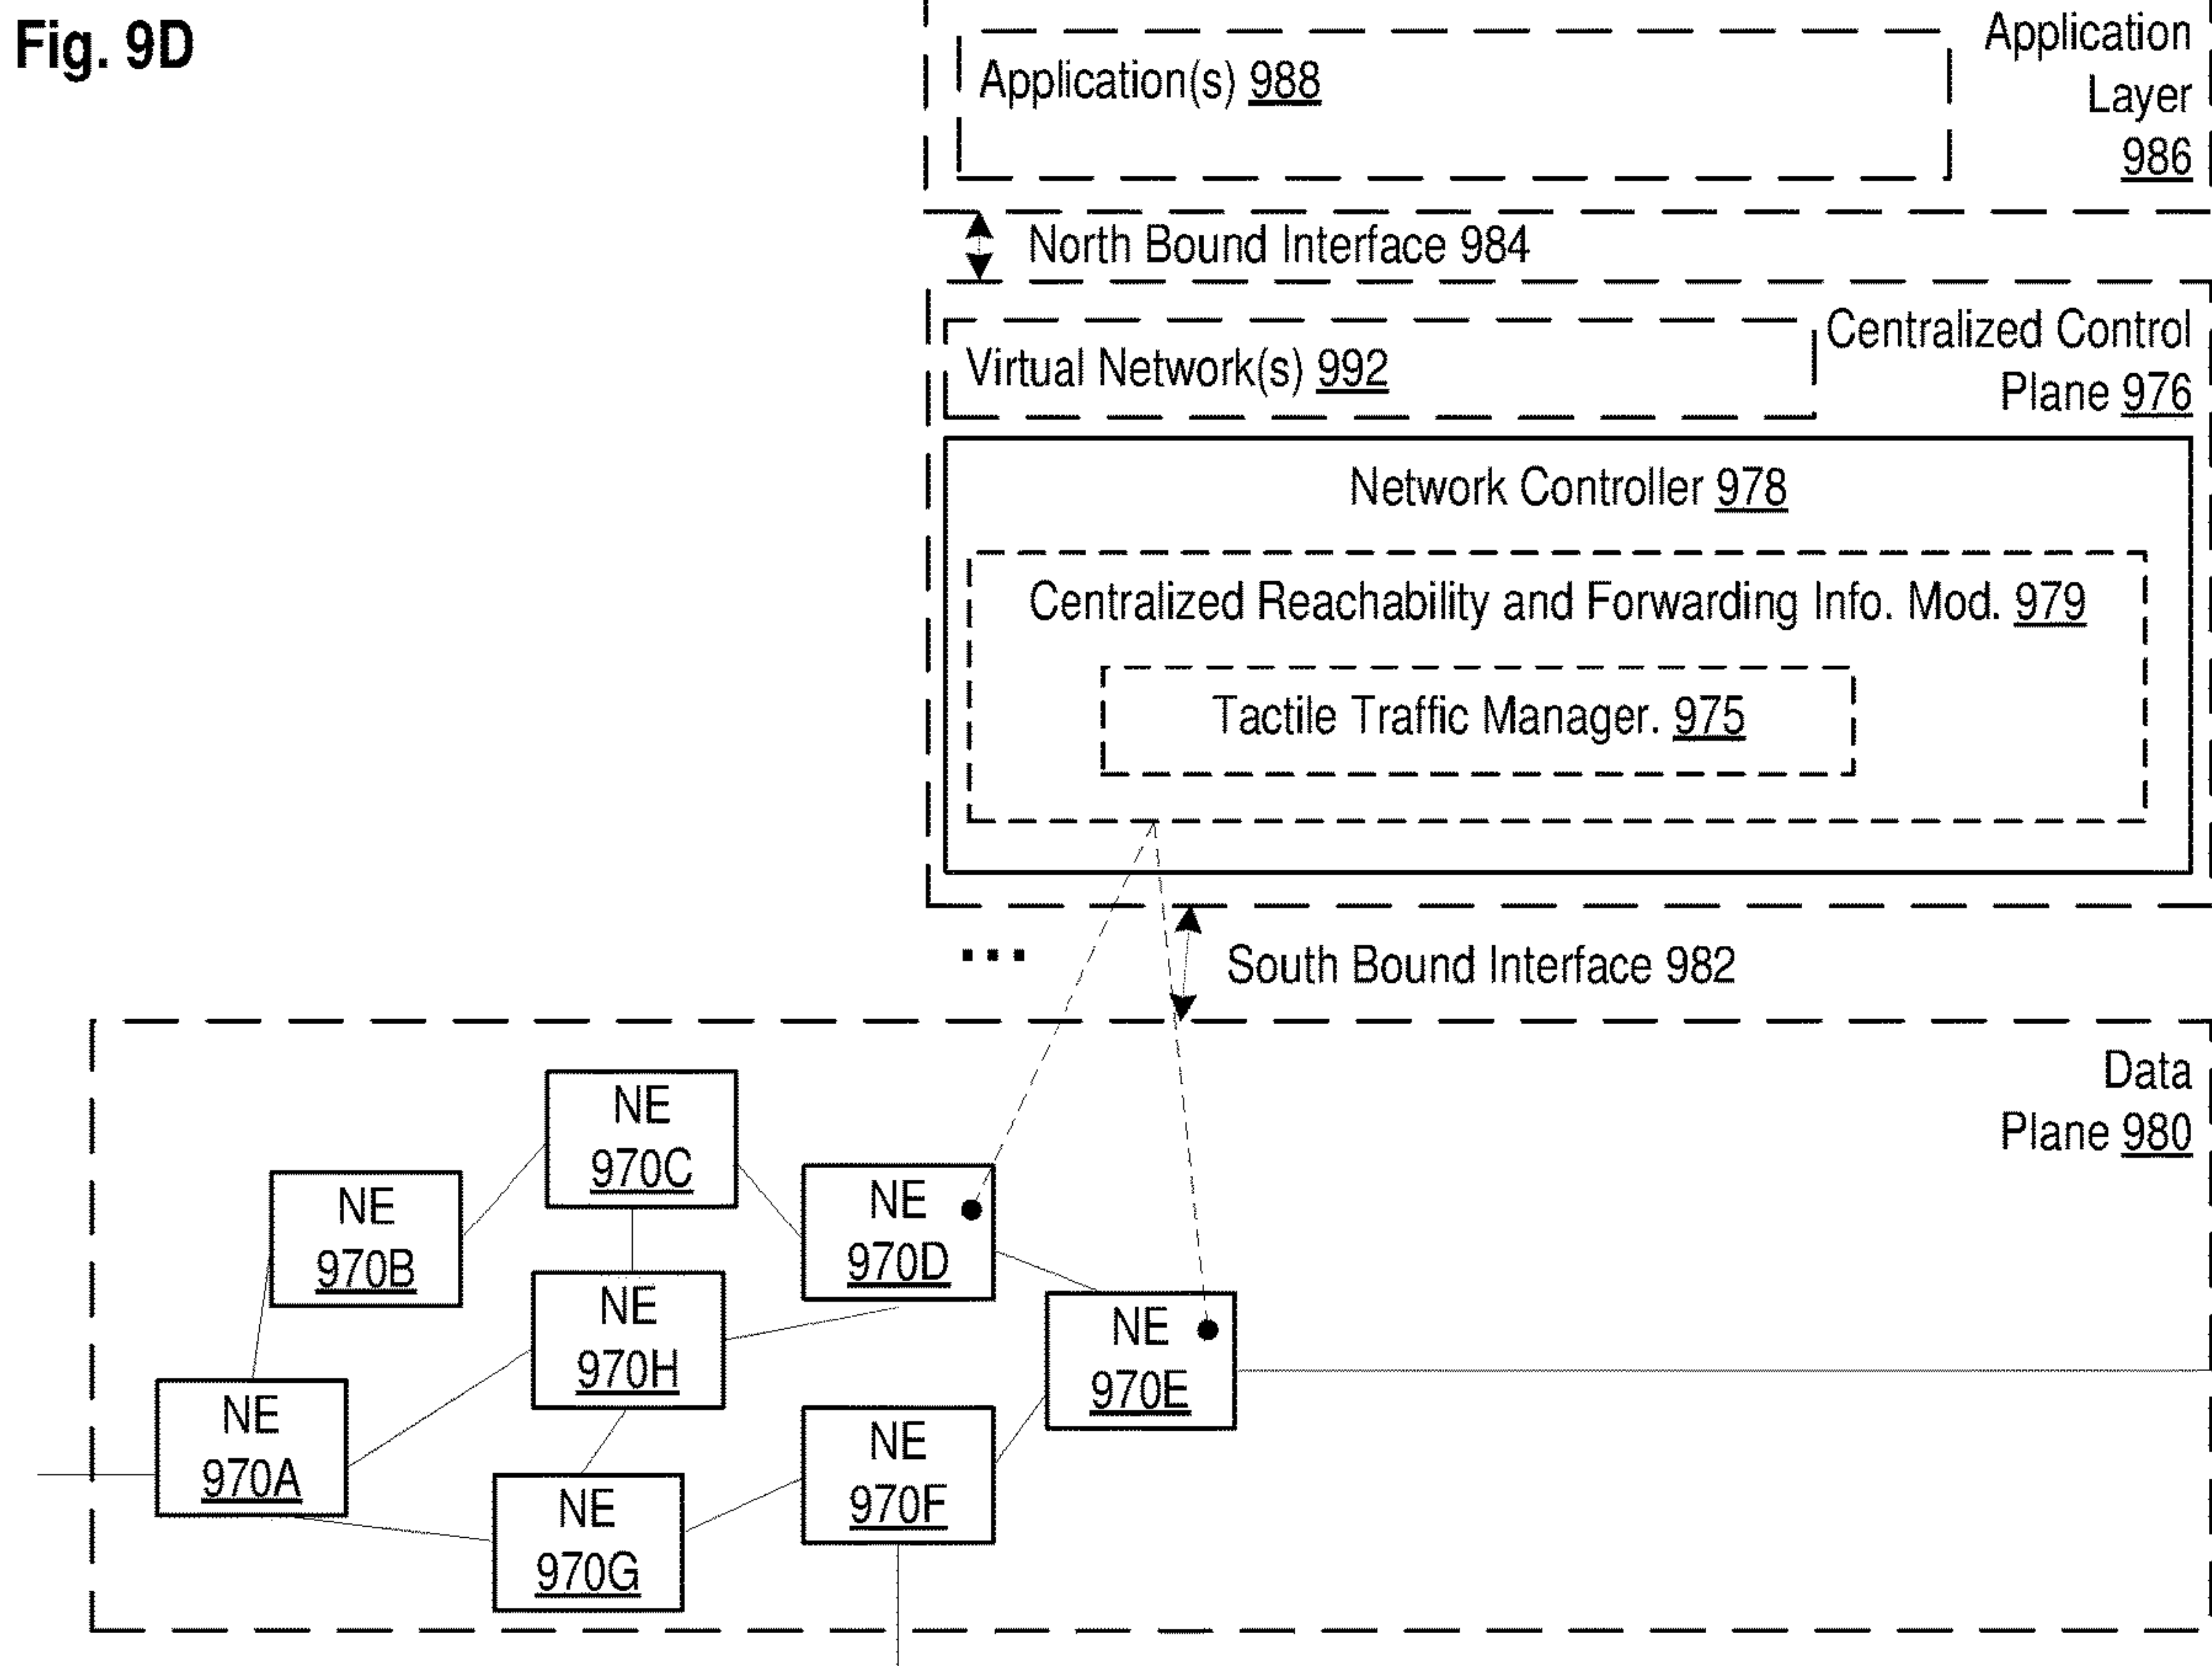 Fig. 9D
Application(s) 988
Application
Layer
986
North Bound Interface 984
Virtual Network(s) 992
Centralized Control
Plane 976
Network Controller 978
Centralized Reachability and Forwarding Info. Mod. 979
Tactile Traffic Manager. 975
...
South Bound Interface 982
Data
Plane 980
NE
970C
NE
970B
NE
970D
NE
970H
NE
970E
NE
970A
NE
970F
NE
970G